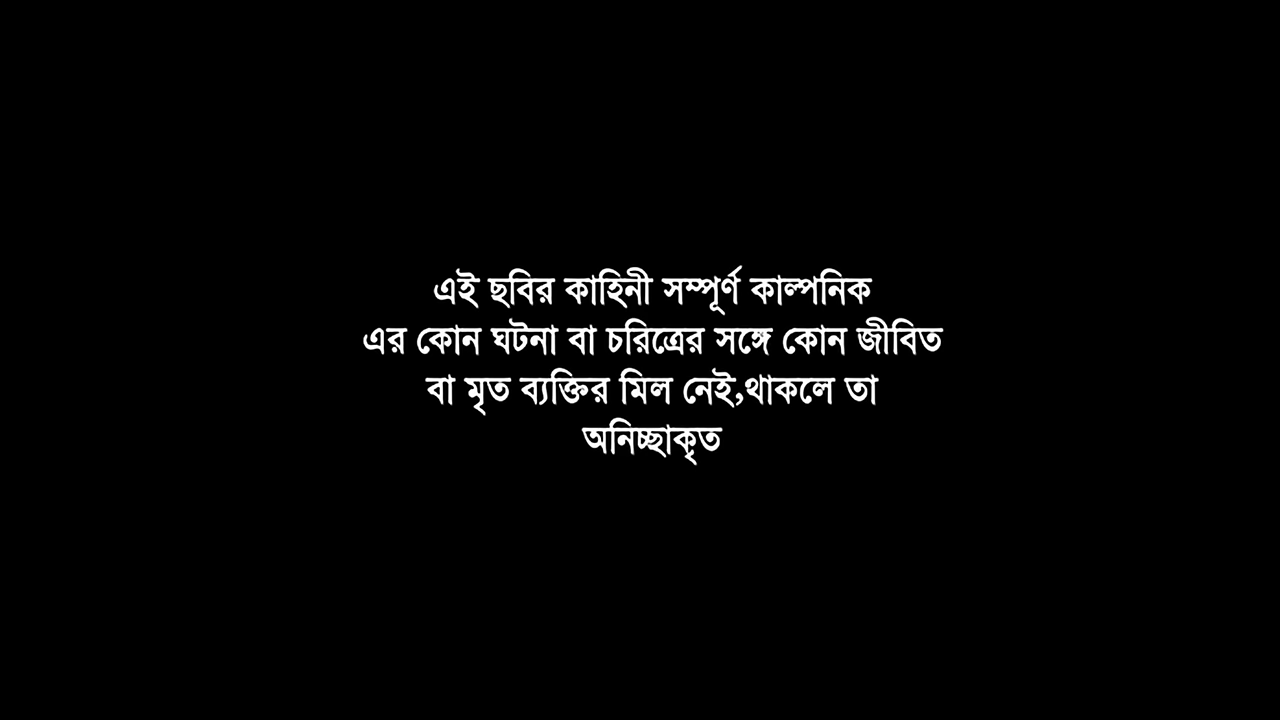 এই ছবির কাহিনী সম্পূর্ণ কাল্পনিক
এর কোন ঘটনা বা চরিত্রের সঙ্গে কোন জীবিত
বা মৃত ব্যক্তির মিল নেই,থাকলে তা
অনিচ্ছাকৃত